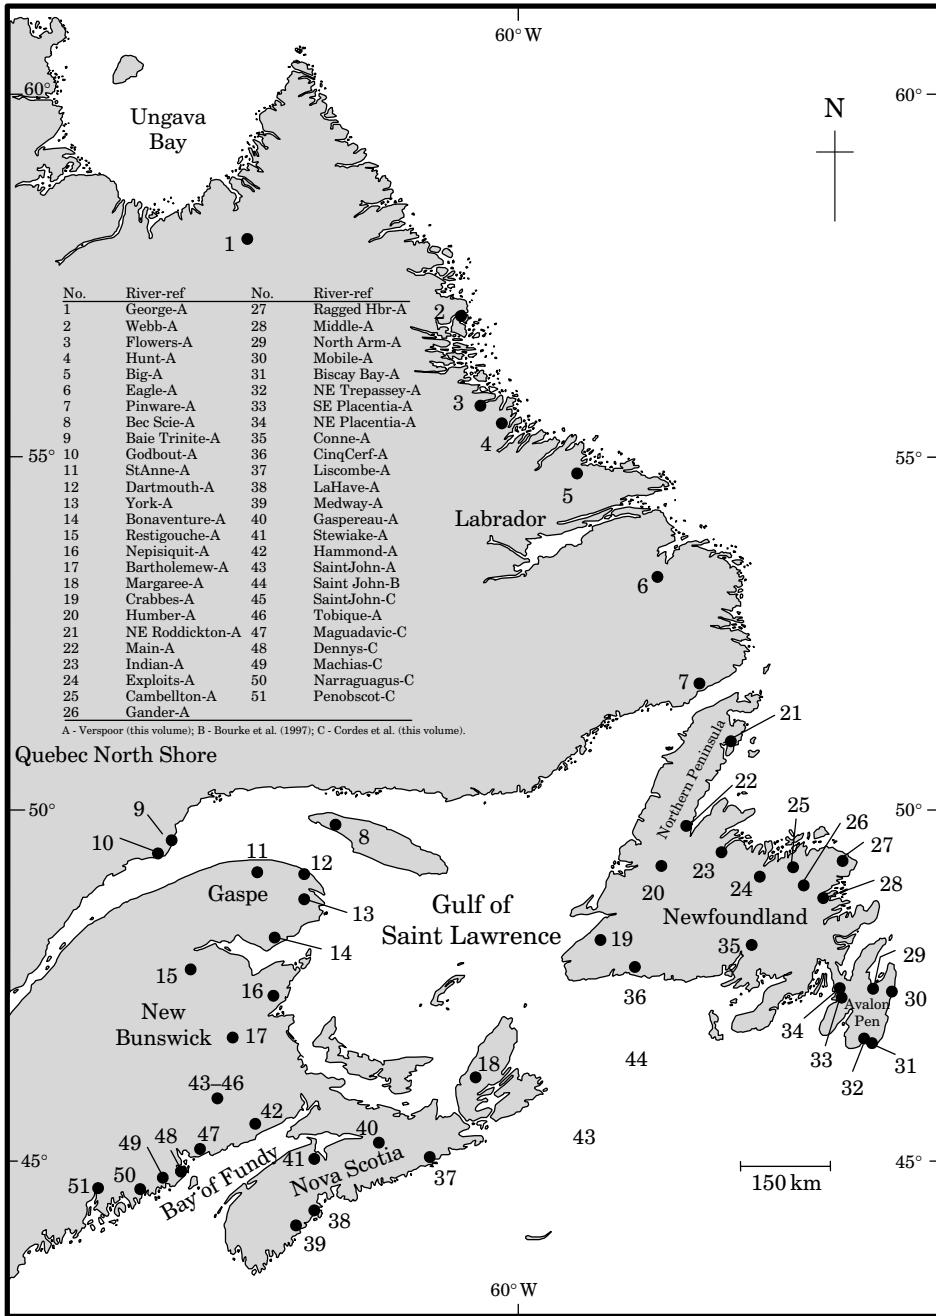 60° W
60°
60°
Ungava
Bay
N
1
2
3
4
5
6
7
No. River-ref No. River-ref
1 George-A 27 Ragged Hbr-A
2 Webb-A 28 Middle-A
3 Flowers-A 29 North Arm-A
4 Hunt-A 30 Mobile-A
5 Big-A 31 Biscay Bay-A
6 Eagle-A 32 NE Trepassey-A
7 Pinware-A 33 SE Placentia-A
8 Bec Scie-A 34 NE Placentia-A
9 Baie Trinite-A 35 Conne-A
10 Godbout-A 36 CinqCerf-A
11 StAnne-A 37 Liscombe-A
12 Dartmouth-A 38 LaHave-A
13 York-A 39 Medway-A
14 Bonaventure-A 40 Gaspereau-A
15 Restigouche-A 41 Stewiake-A
16 Nepisiquit-A 42 Hammond-A
17 Bartholemew-A 43 SaintJohn-A
18 Margaree-A 44 Saint John-B
19 Crabbes-A 45 SaintJohn-C
20 Humber-A 46 Tobique-A
21 NE Roddickton-A 47 Maguadavic-C
22 Main-A 48 Dennys-C
23 Indian-A 49 Machias-C
24 Exploits-A 50 Narraguagus-C
25 Cambellton-A 51 Penobscot-C
26 Gander-A
A - Verspoor (this volume); B - Bourke et al. (1997); C - Cordes et al. (this volume).
55°
55°
Labrador
Quebec North Shore
Northern Peninsula
21
50°
50°
9
10
8
22
25
26
27
11
12
20
23
24
28
Gaspe
13
Gulf of
Saint Lawrence
Newfoundland
14
19
35
29
15
16
36
30
New
Bunswick
17
34
Avalon
Pen
33
32
31
44
18
43–46
42
43
40
49
48
47
41
37
45°
45°
51
50
Bay of Fundy
Nova Scotia
150 km
38
39
60° W